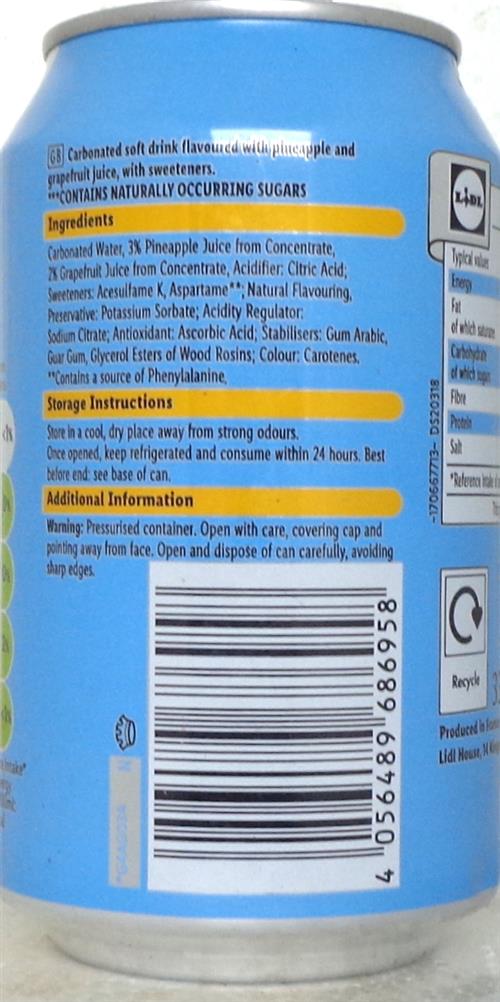 GB Carbonated soft drink flavoured with pineapple and
grapefruit juice, with sweeteners.
***CONTAINS NATURALLY OCCURRING SUGARS
Ingredients
Carbonated Water, 3% Pineapple Juice from Concentrate,
2% Grapefruit Juice from Concentrate, Acidifier: Citric Acid;
Sweeteners: Acesulfame K, Aspartame**; Natural Flavouring,
Preservative: Potassium Sorbate; Acidity Regulator:
Sodium Citrate; Antioxidant: Ascorbic Acid; Stabilisers: Gum Arabic,
Guar Gum, Glycerol Esters of Wood Rosins; Colour: Carotenes.
**Contains a source of Phenylalanine.
Storage Instructions
Store in a cool, dry place away from strong odours.
Once opened, keep refrigerated and consume within 24 hours. Best
before end: see base of can.
Additional Information
Warning: Pressurised container. Open with care, covering cap and
pointing away from face. Open and dispose of can carefully, avoiding
sharp edges.
4 056489 686958
N
-170667713- DS20318
LIDL
Typical values
Energy
Fat
of which saturate
Carbohydrate
of which sugars
Fibre
Protein
Salt
*Reference intake
Recycle
Produced in
Lidl House, 14